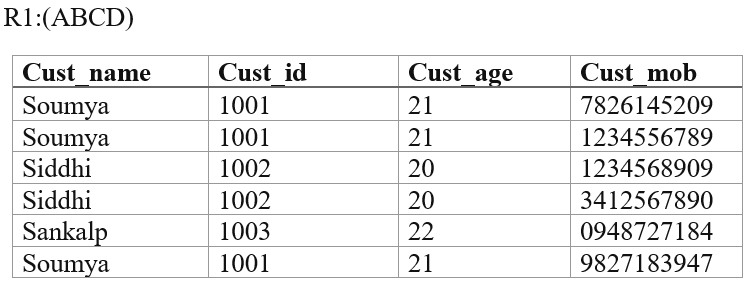 R1:(ABCD)
Cust_name Cust_id Cust_age Cust_mob
Soumya 1001 21 7826145209
Soumya 1001 21 1234556789
Siddhi 1002 20 1234568909
Siddhi 1002 20 3412567890
Sankalp 1003 22 0948727184
Soumya 1001 21 9827183947